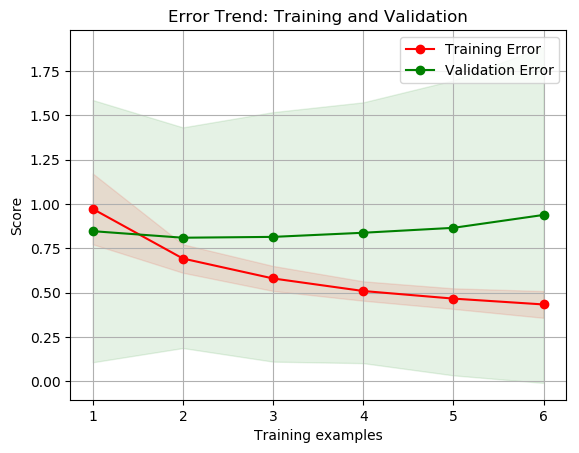 Error Trend: Training and Validation
Training Error
Validation Error
1.75
1.50
1.25
1.00
0.75
0.50
0.25
0.00
Score
1 2 3 4 5 6
Training examples